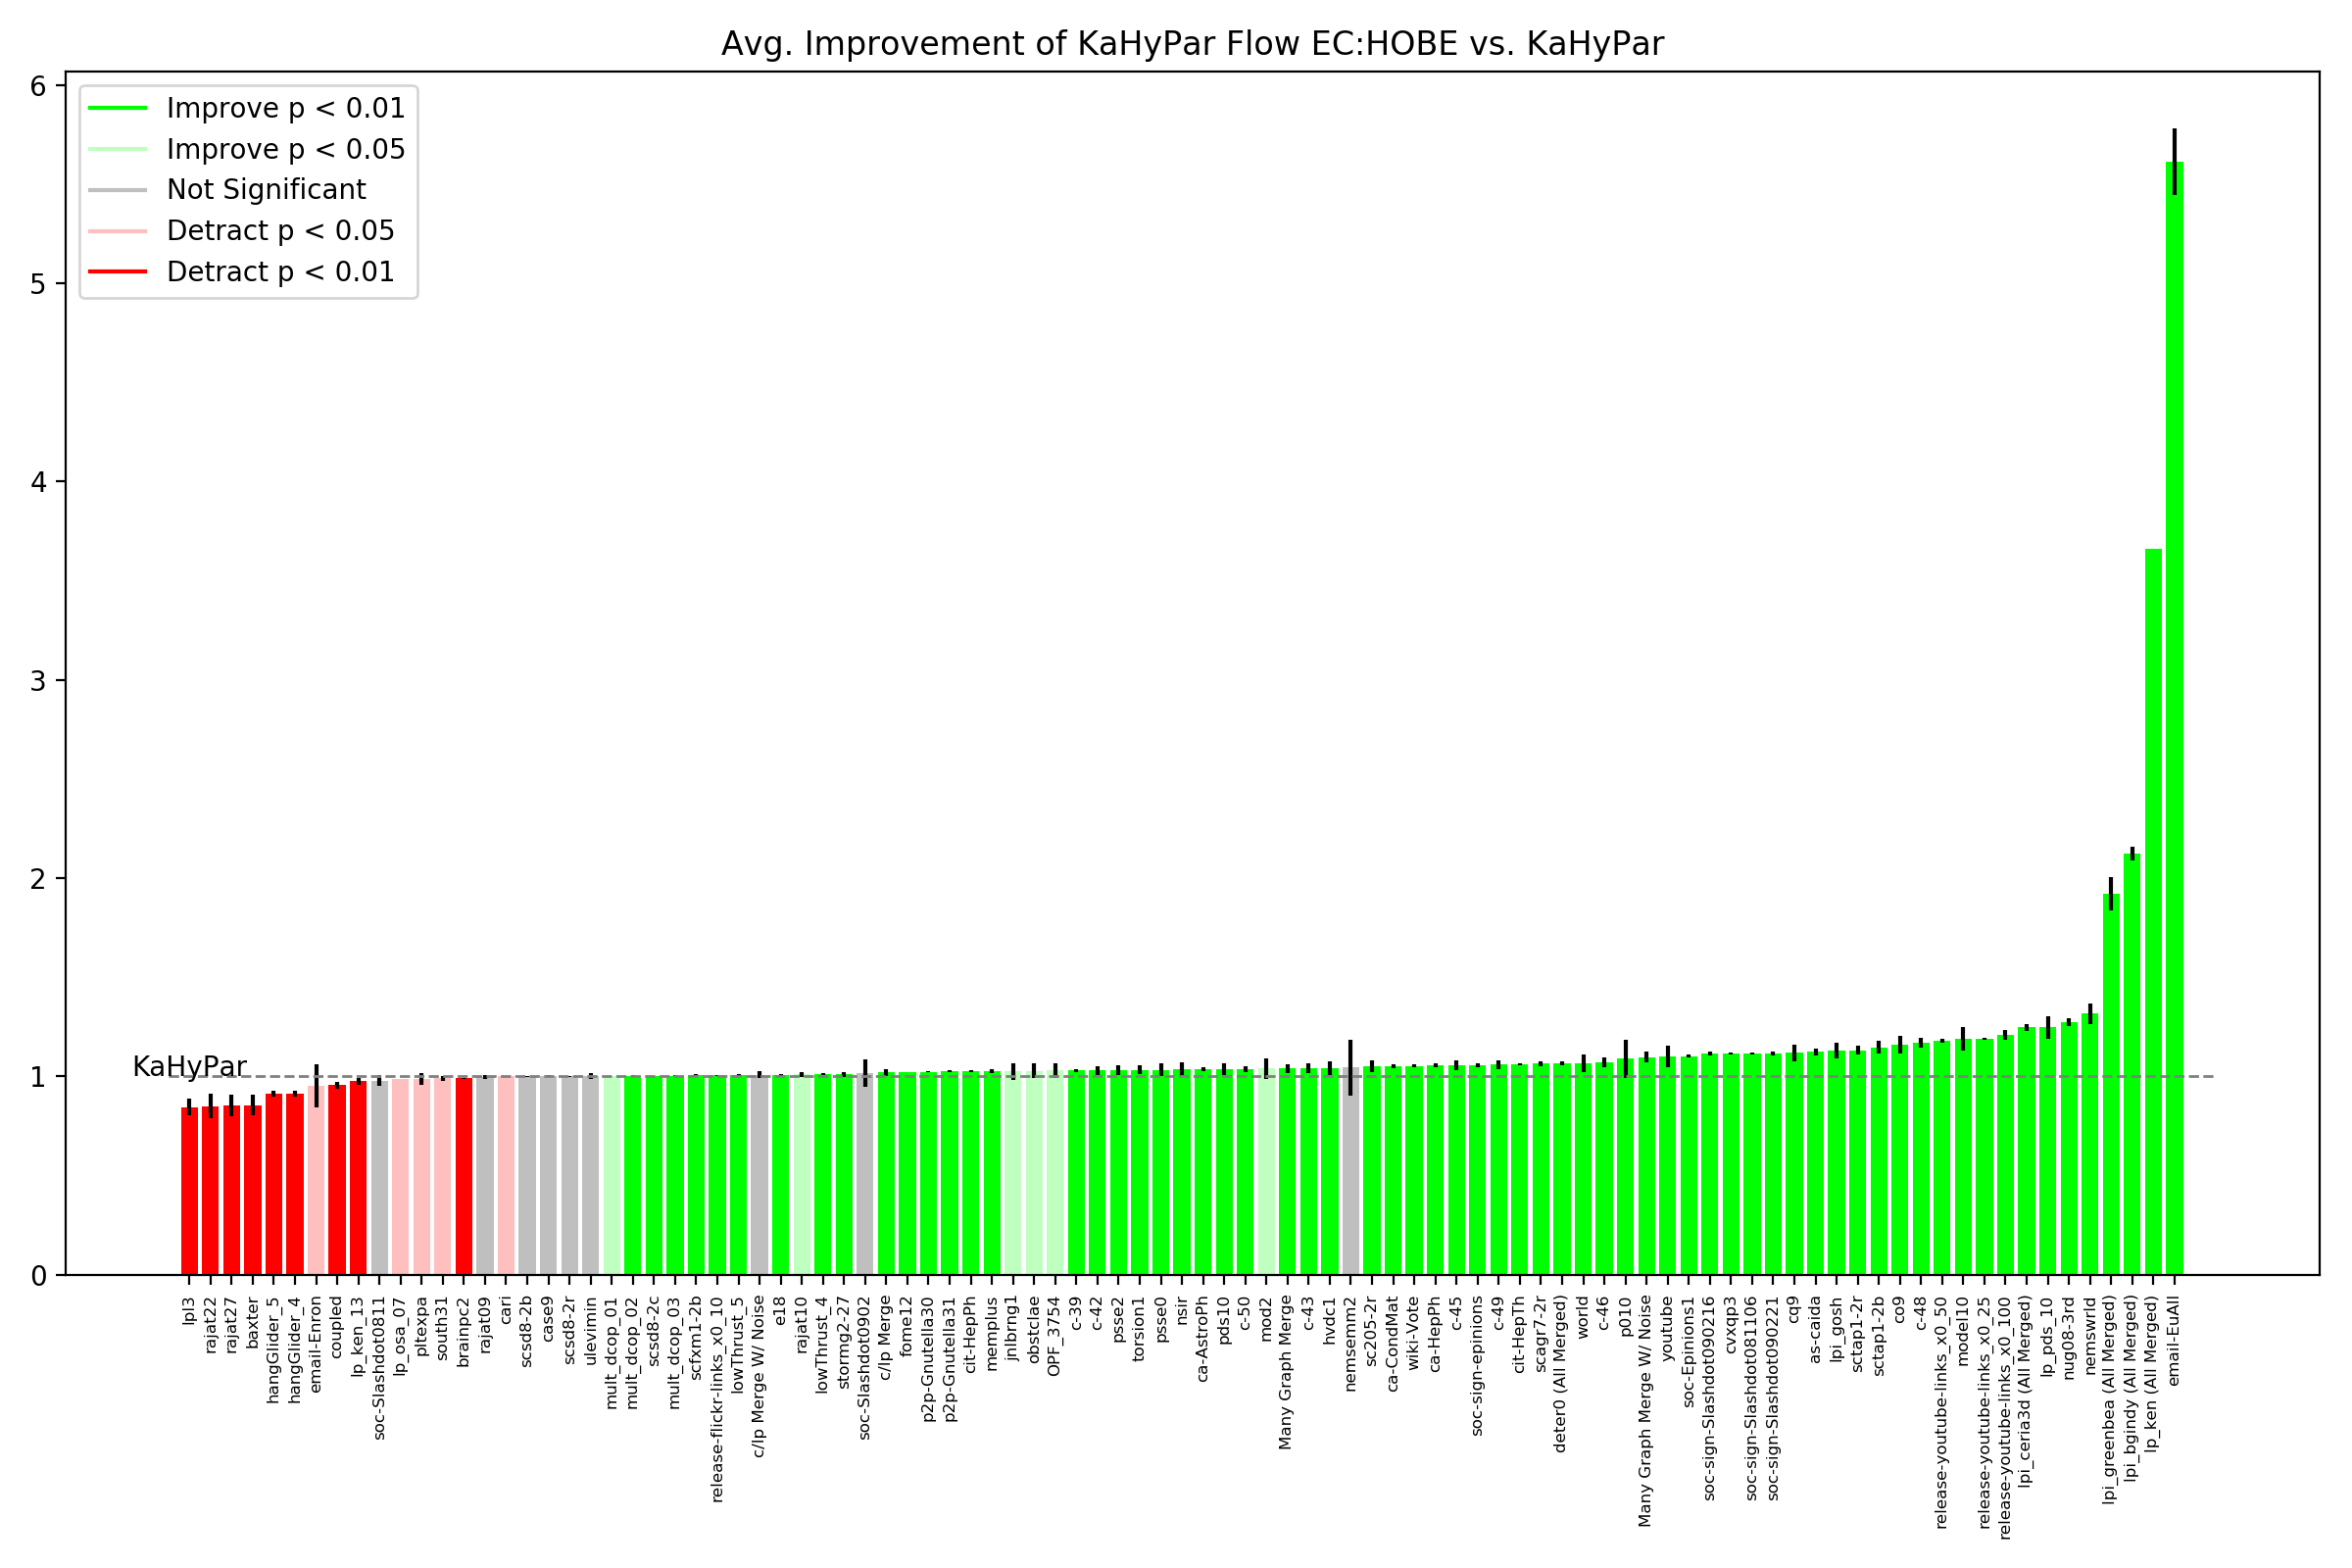 Avg. Improvement of KaHyPar Flow EC:HOBE vs. KaHyPar
6
5
4
3
2
1
0
Improve p < 0.01
Improve p < 0.05
Not Significant
Detract p < 0.05
Detract p < 0.01
KaHyPar
lpl3
rajat22
rajat27
baxter
hangGlider_5
hangGlider_4
email-Enron
coupled
lp_ken_13
soc-Slashdot0811
lp_osa_07
pltexpa
south31
brainpc2
rajat09
cari
scsd8-2b
case9
scsd8-2r
ulevimin
mult_dcop_01
mult_dcop_02
scsd8-2c
mult_dcop_03
scfxm1-2b
release-flickr-links_x0_10
lowThrust_5
c/lp Merge W/ Noise
e18
rajat10
lowThrust_4
stormg2-27
soc-Slashdot0902
c/lp Merge
fome12
p2p-Gnutella30
p2p-Gnutella31
cit-HepPh
memplus
jnlbrng1
obstclae
OPF_3754
c-39
c-42
psse2
torsion1
psse0
nsir
ca-AstroPh
pds10
c-50
mod2
Many Graph Merge
c-43
hvdc1
nemsemm2
sc205-2r
ca-CondMat
wiki-Vote
ca-HepPh
c-45
soc-sign-epinions
c-49
cit-HepTh
scagr7-2r
deter0 (All Merged)
world
c-46
p010
Many Graph Merge W/ Noise
youtube
soc-Epinions1
soc-sign-Slashdot090216
cvxqp3
soc-sign-Slashdot081106
soc-sign-Slashdot090221
cq9
as-caida
lpi_gosh
sctap1-2r
sctap1-2b
co9
c-48
release-youtube-links_x0_50
model10
release-youtube-links_x0_25
release-youtube-links_x0_100
lpi_ceria3d (All Merged)
lp_pds_10
nug08-3rd
nemswrld
lpi_greenbea (All Merged)
lpi_bgindy (All Merged)
lp_ken (All Merged)
email-EuAll